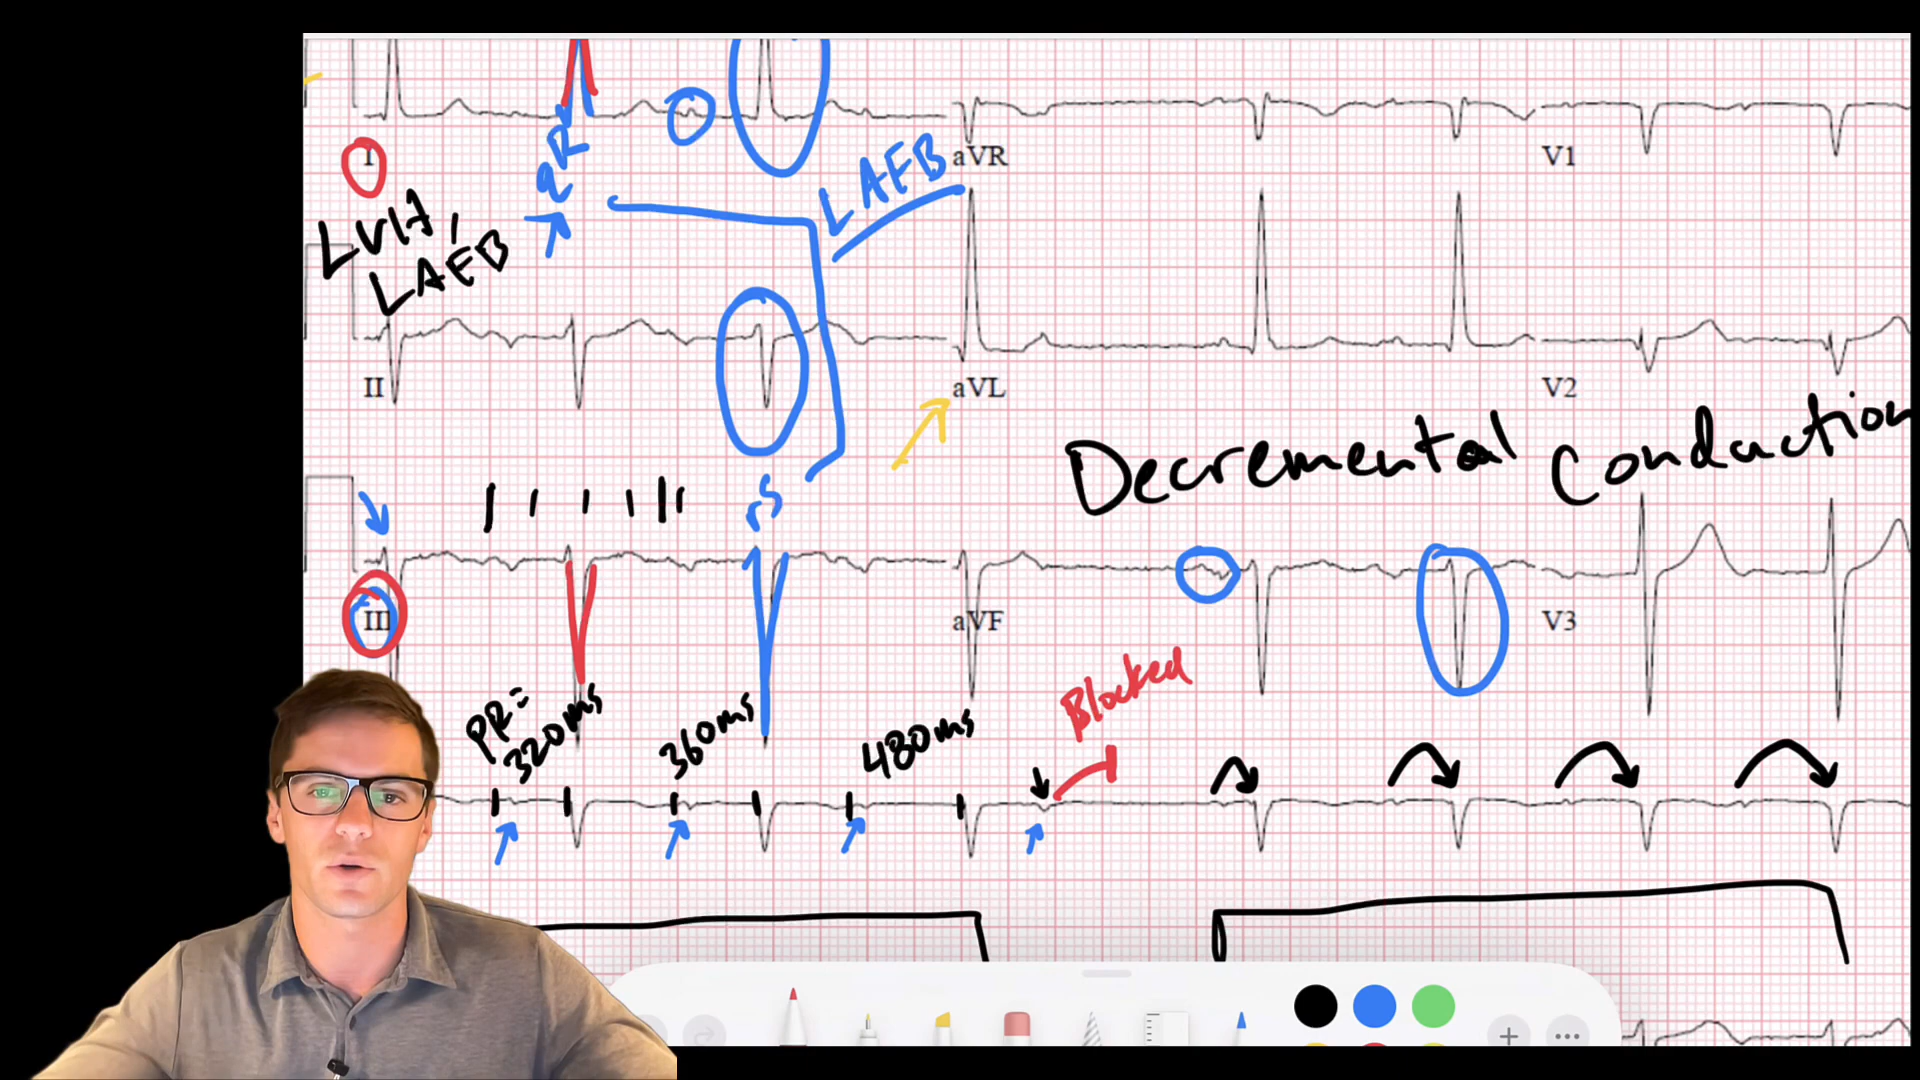 I
aVR
V1
qR
LAFB
LVH,
LAFB
II
aVL
V2
Decremental Conduction
rS
III
aVF
V3
PR=
320ms
360ms
480ms
Blocked